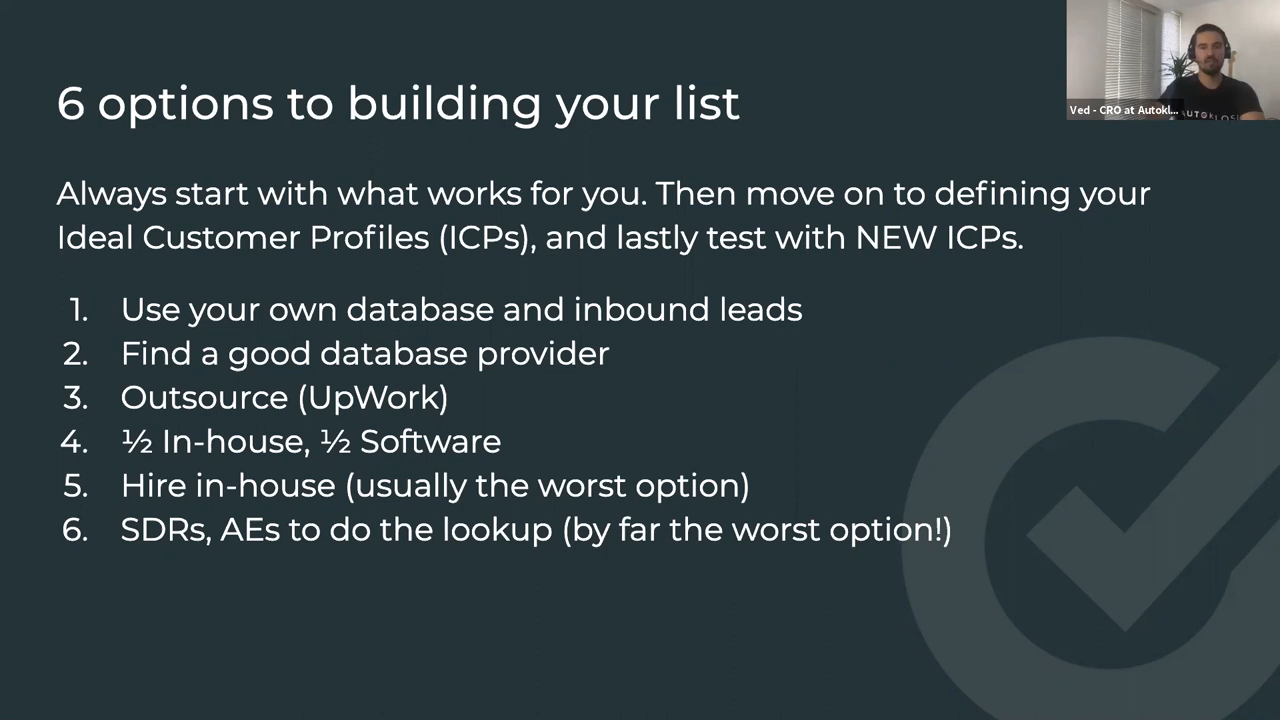 6 options to building your list
Always start with what works for you. Then move on to defining your
Ideal Customer Profiles (ICPs), and lastly test with NEW ICPs.
1. Use your own database and inbound leads
2. Find a good database provider
3. Outsource (UpWork)
4. ½ In-house, ½ Software
5. Hire in-house (usually the worst option)
6. SDRs, AEs to do the lookup (by far the worst option!)
Ved - CRO at Autokl...